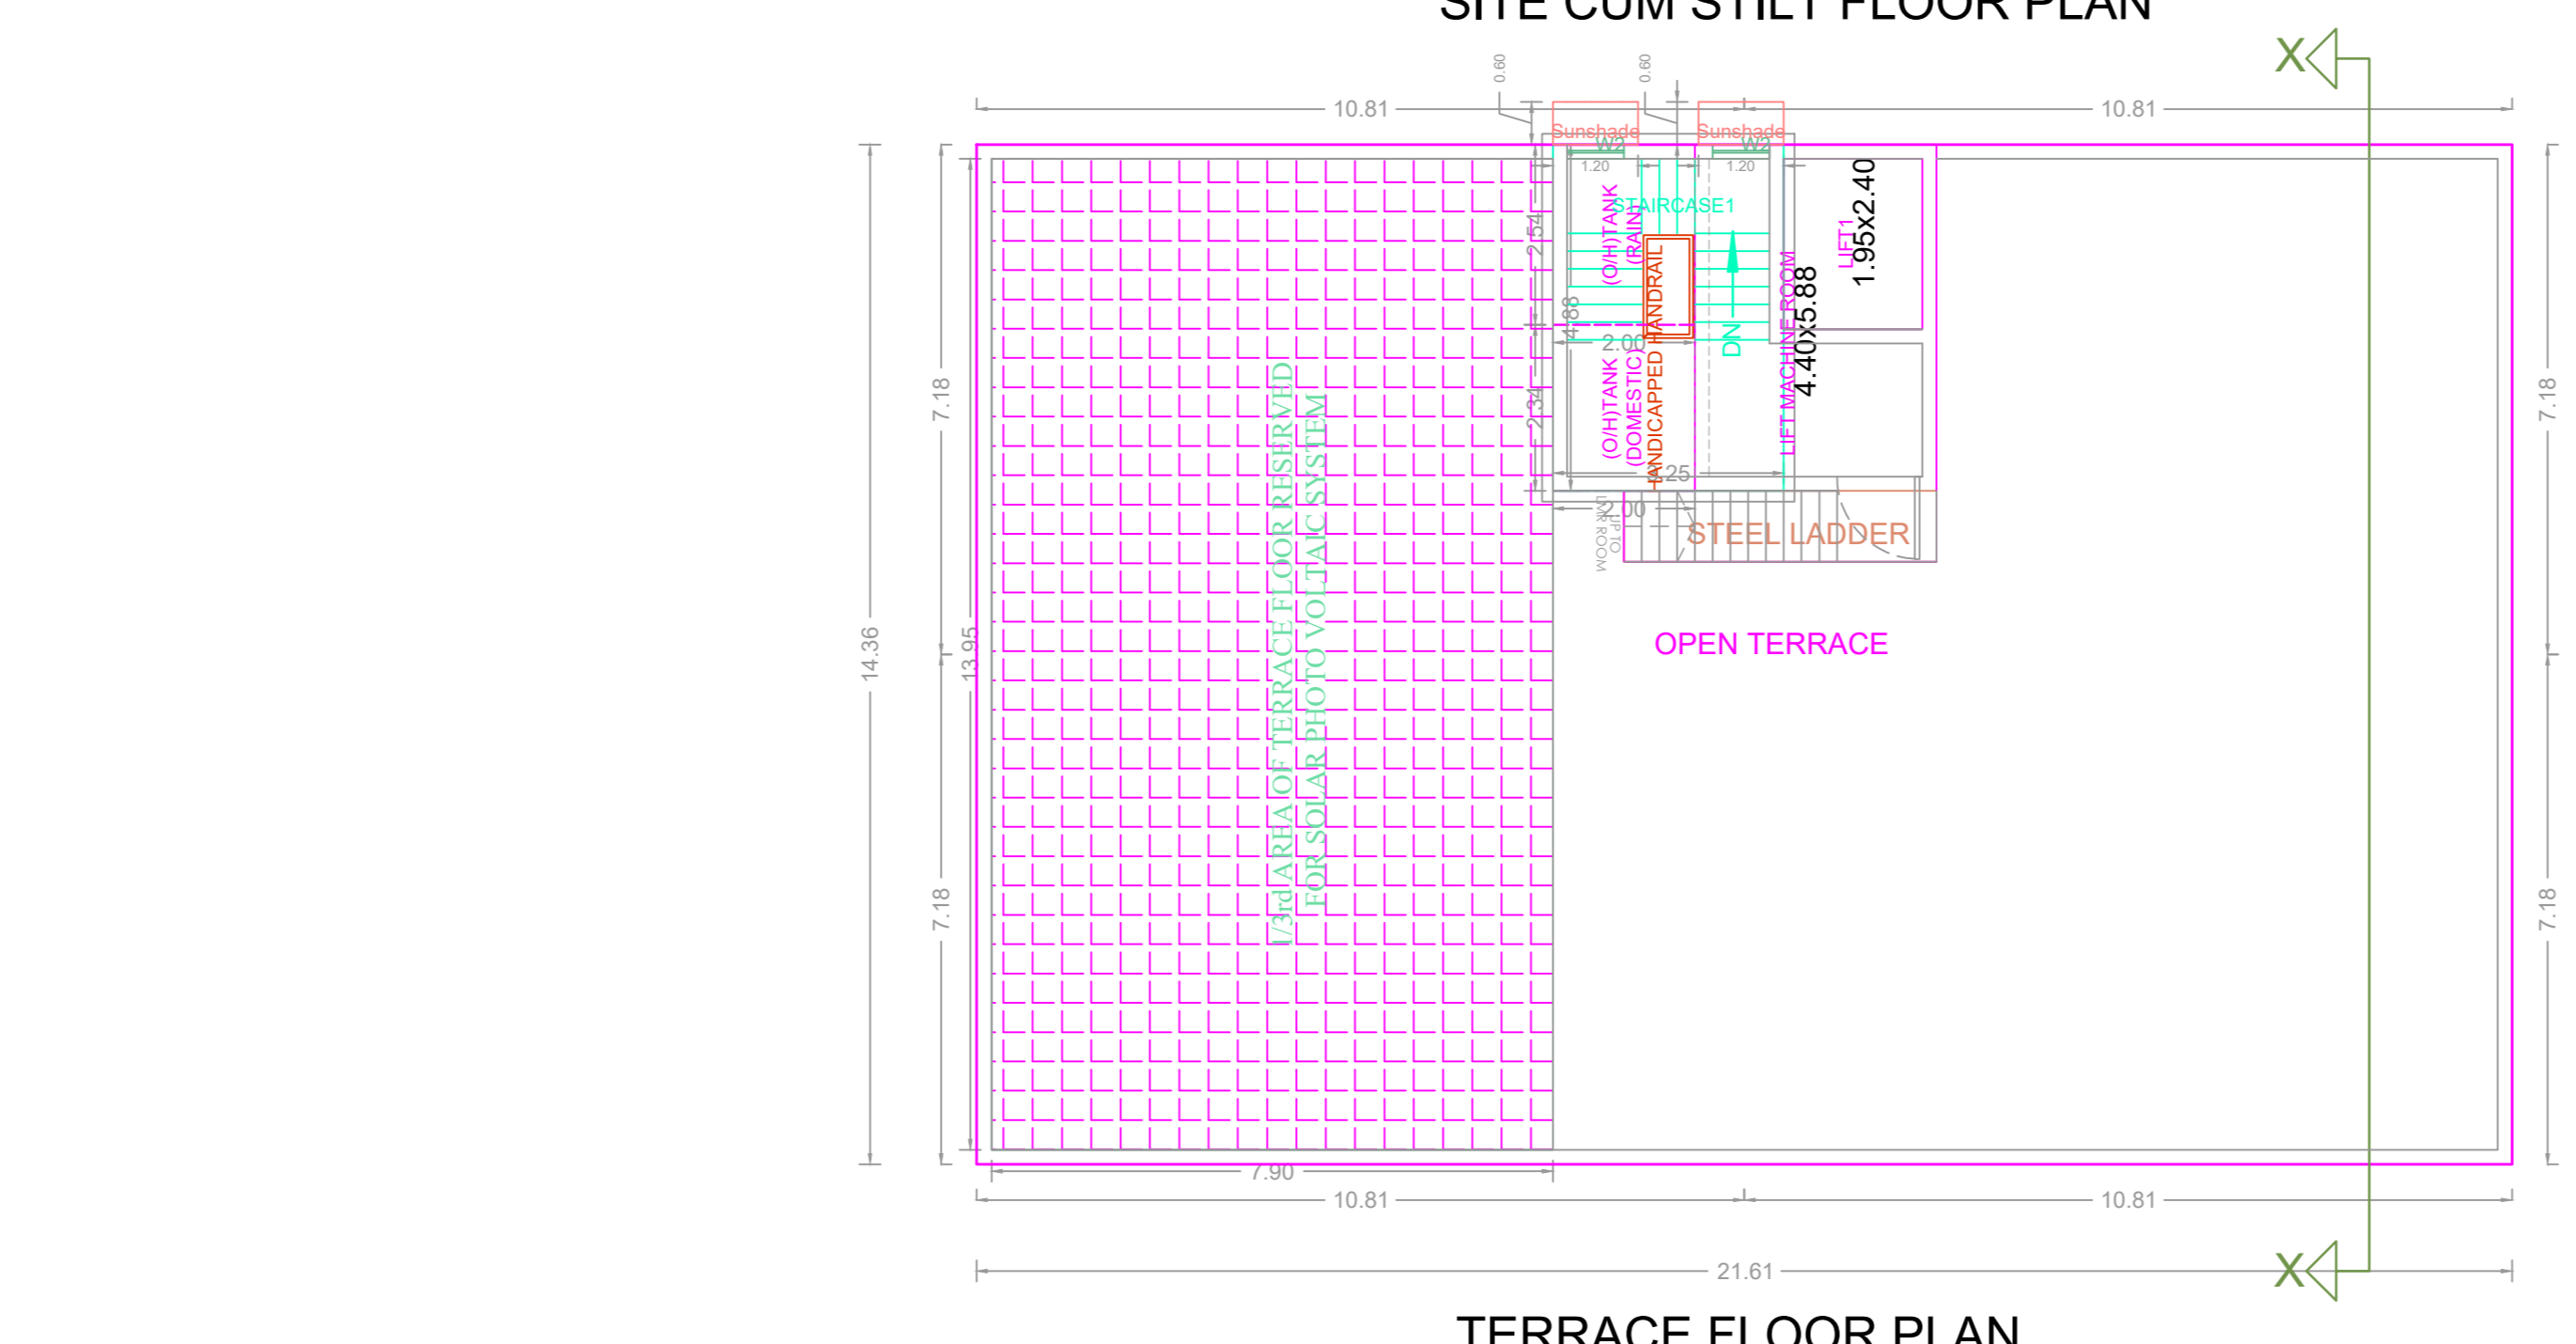 SITE CUM STILT FLOOR PLAN
X
0.60
0.60
10.81
10.81
Sunshade
Sunshade
W2
W2
1.20
1.20
STAIRCASE1
(O/H)TANK
(RAIN)
2.54
4.88
HANDICAPPED HANDRAIL
DN
LIFT MACHINE ROOM
4.40x5.88
LIFT1
1.95x2.40
2.00
(O/H)TANK
(DOMESTIC)
2.34
3.25
2.00
UP TO
LMR ROOM
STEEL LADDER
OPEN TERRACE
1/3rd AREA OF TERRACE FLOOR RESERVED
FOR SOLAR PHOTO VOLTAIC SYSTEM
7.18
7.18
14.36
13.95
7.18
7.18
7.90
10.81
10.81
21.61
X
TERRACE FLOOR PLAN